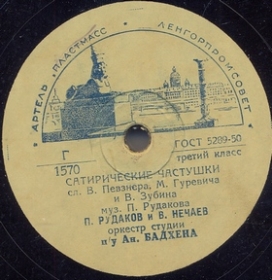 АРТЕЛЬ „ПЛАСТМАСС" ЛЕНГОРПРОМСОВЕТ
Г
1570
ГОСТ 5289-50
третий класс
САТИРИЧЕСКИЕ ЧАСТУШКИ
сл. В. Певзнера, М. Гуревича
и В. Зубина
муз. П. Рудакова
П. РУДАКОВ и В. НЕЧАЕВ
оркестр студии
п/у Ан. БАДХЕНА